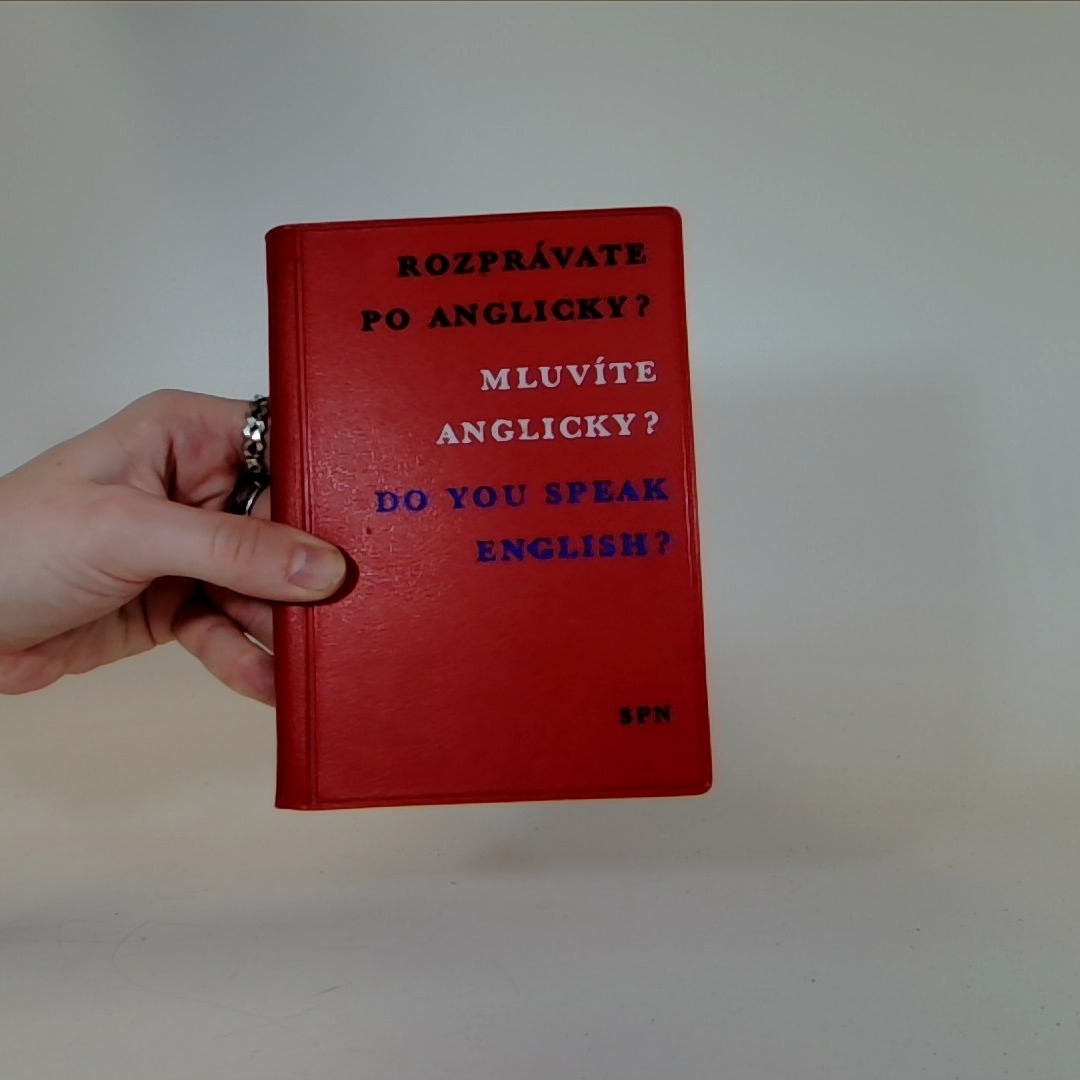 ROZPRÁVATE
PO ANGLICKY?
MLUVÍTE
ANGLICKY?
DO YOU SPEAK
ENGLISH?
SPN